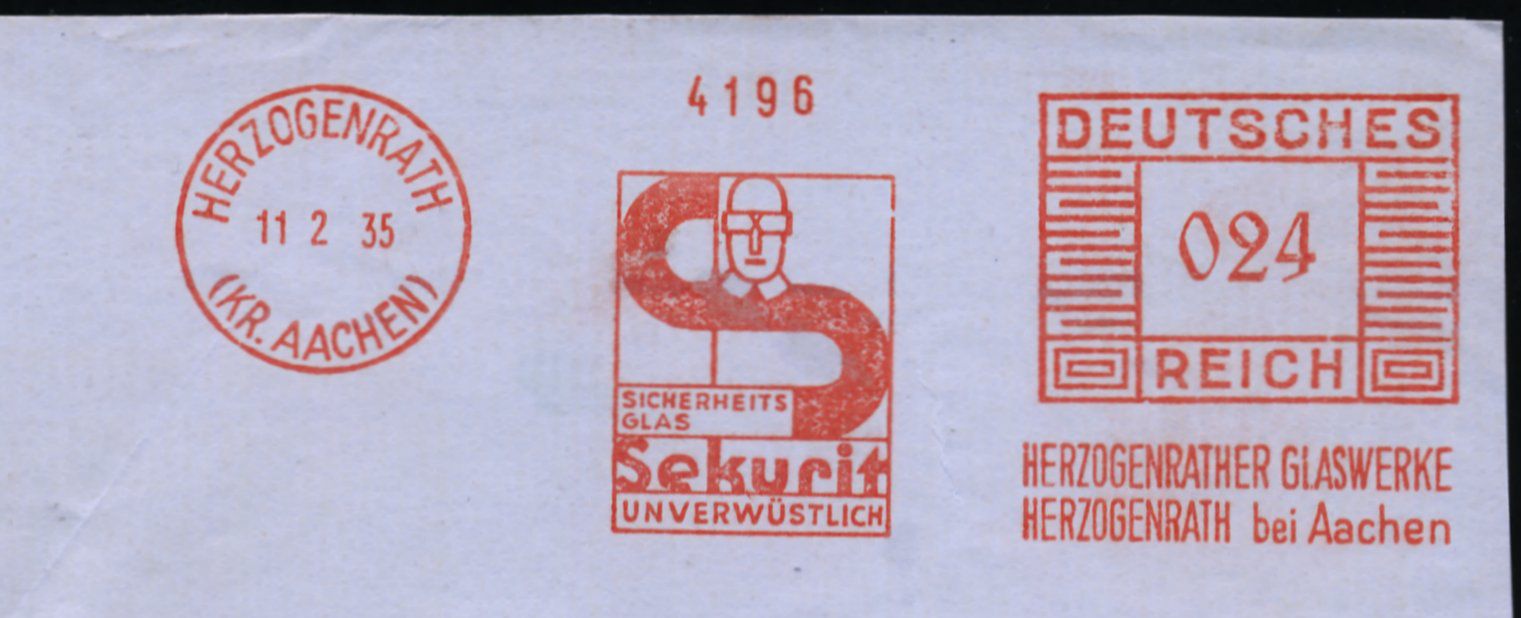 HERZOGENRATH
11 2 35
(KR. AACHEN)
4196
SICHERHEITS
GLAS
Sekurit
UNVERWÜSTLICH
DEUTSCHES
024
REICH
HERZOGENRATHER GLASWERKE
HERZOGENRATH bei Aachen